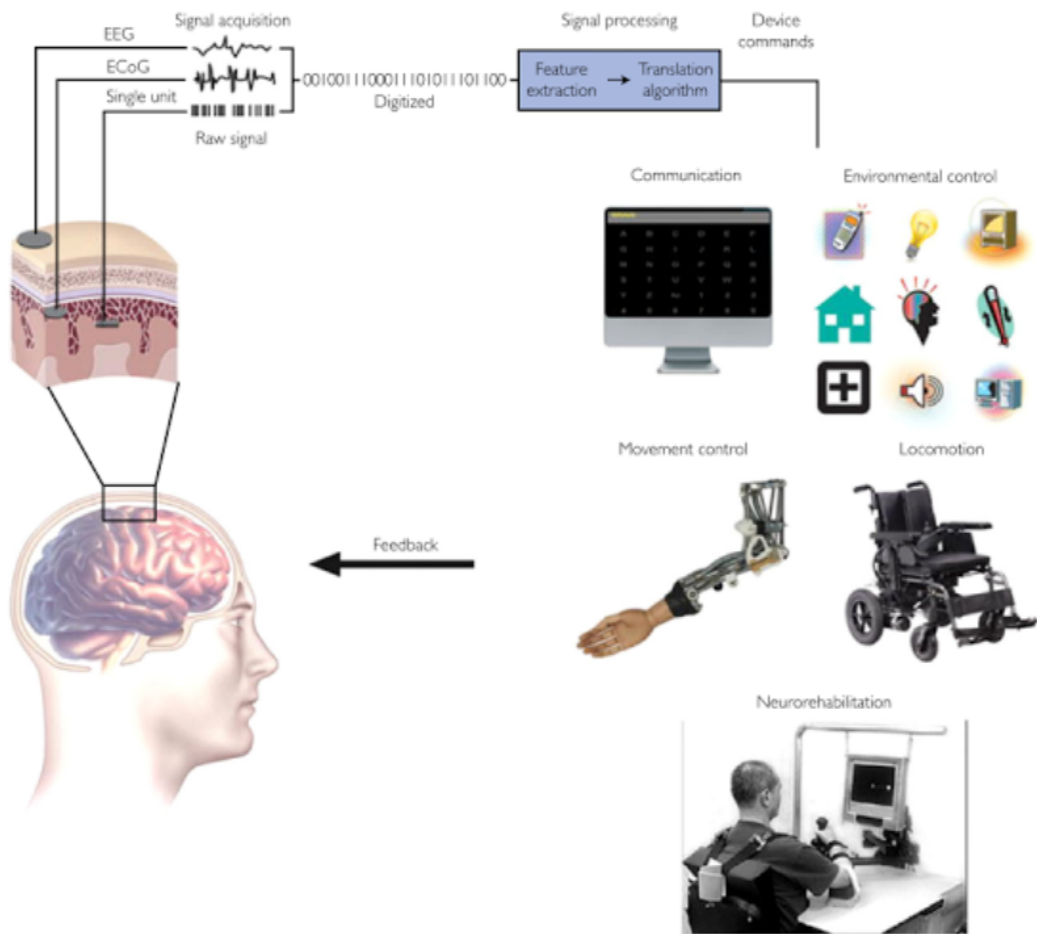 Signal acquisition
EEG
ECoG
Single unit
Raw signal
Digitized
Signal processing
Feature extraction
Translation algorithm
Device commands
Communication
Environmental control
Movement control
Locomotion
Feedback
Neurorehabilitation